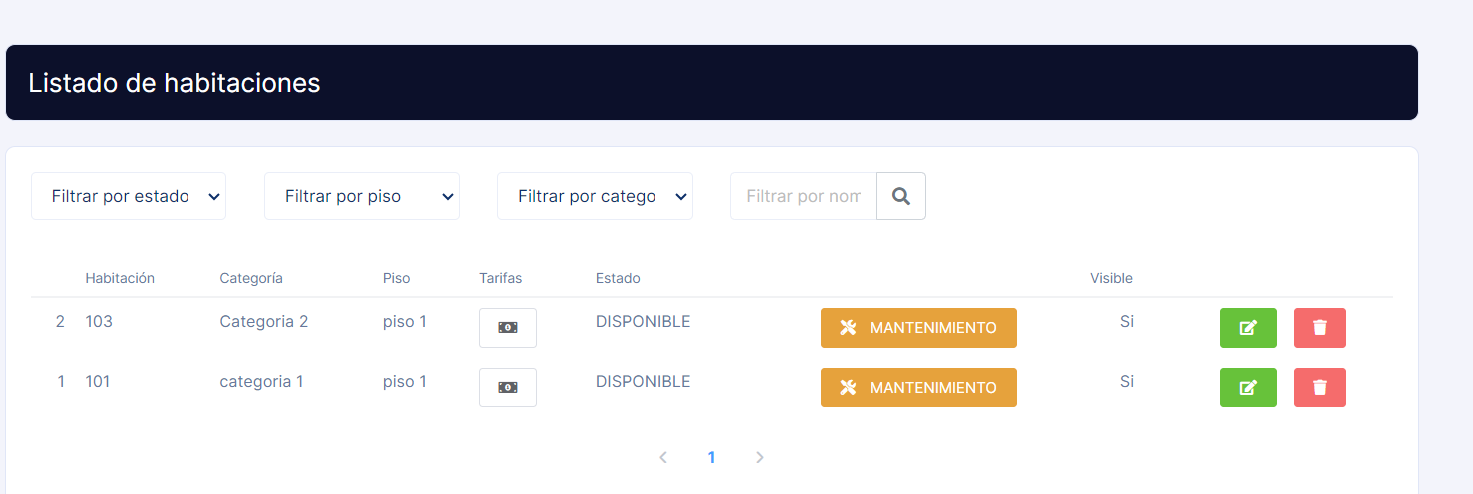 Listado de habitaciones
Filtrar por estado Filtrar por piso Filtrar por catego Filtrar por nom
Habitación Categoría Piso Tarifas Estado Visible
2 103 Categoria 2 piso 1 DISPONIBLE MANTENIMIENTO Si
1 101 categoria 1 piso 1 DISPONIBLE MANTENIMIENTO Si
1